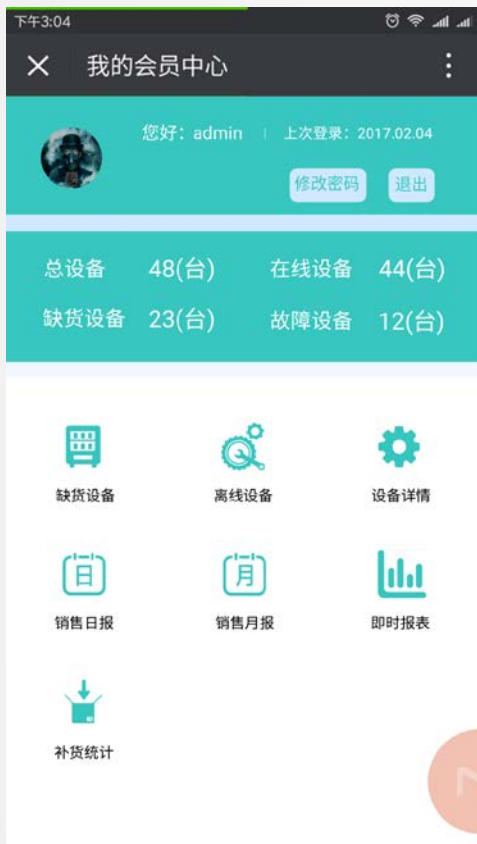 下午3:04
我的会员中心
您好：admin | 上次登录：2017.02.04
修改密码 退出
总设备 48(台) 在线设备 44(台)
缺货设备 23(台) 故障设备 12(台)
缺货设备 离线设备 设备详情
日 月
销售日报 销售月报 即时报表
补货统计